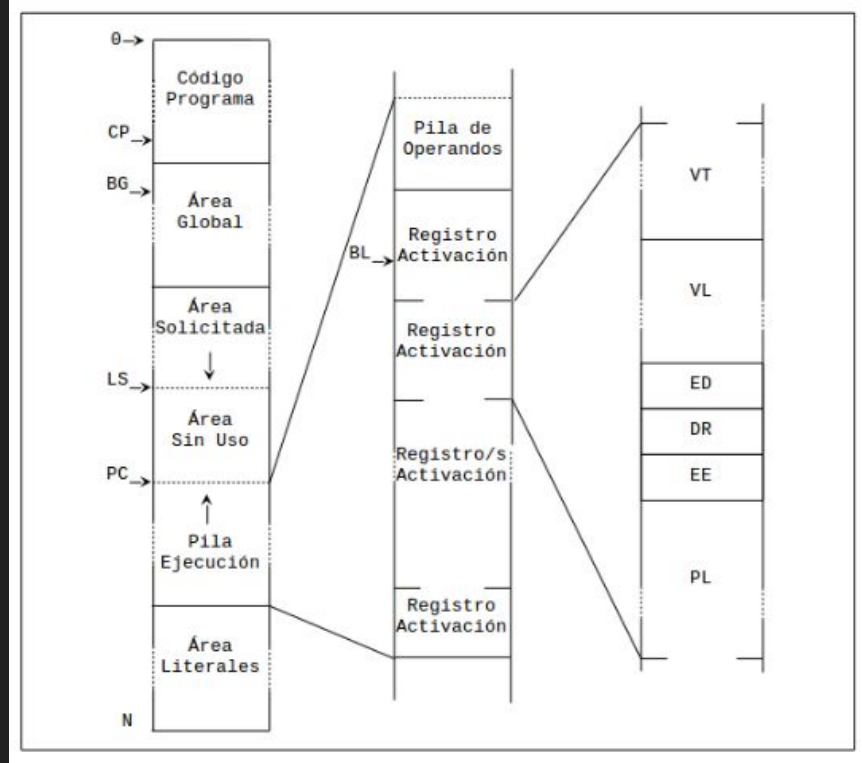 0
Código
Programa
CP
BG
Área
Global
Área
Solicitada
LS
Área
Sin Uso
PC
Pila
Ejecución
Área
Literales
N
Pila de
Operandos
BL
Registro
Activación
Registro
Activación
Registro/s
Activación
Registro
Activación
VT
VL
ED
DR
EE
PL